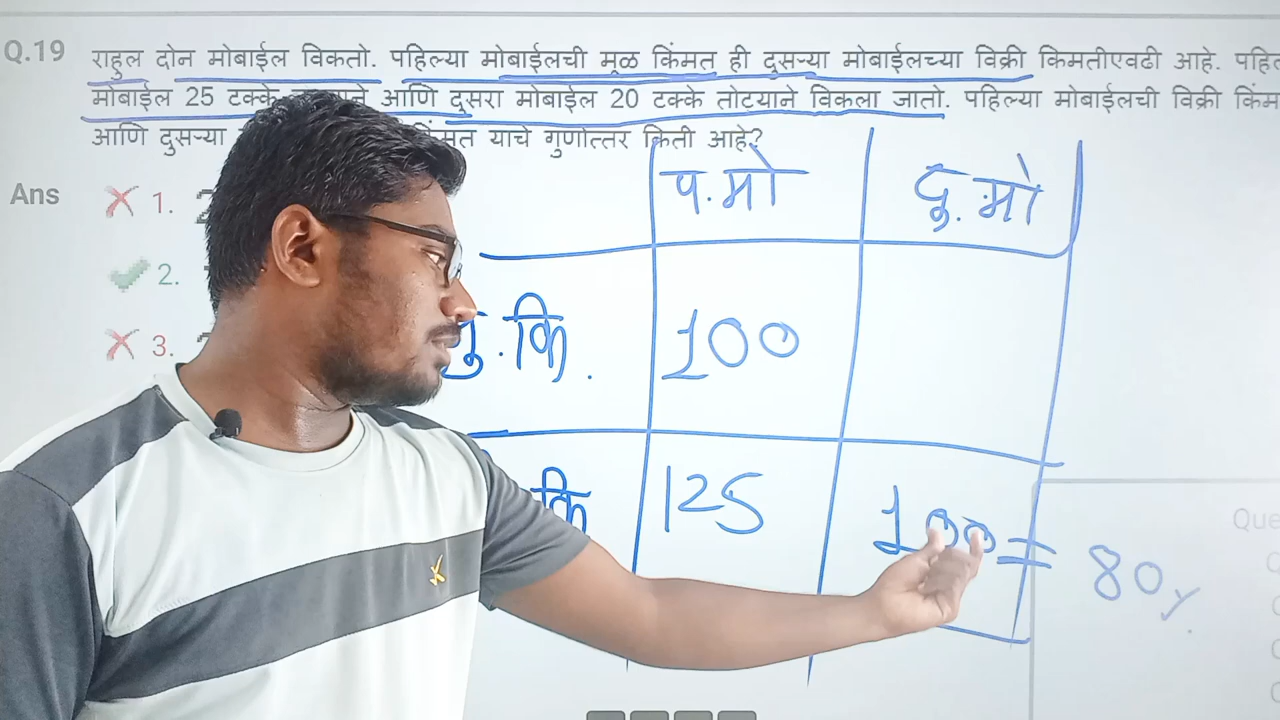 Q.19 राहुल दोन मोबाईल विकतो. पहिल्या मोबाईलची मूळ किंमत ही दुसऱ्या मोबाईलच्या विक्री किमतीएवढी आहे.
मोबाईल 25 टक्के आणि दुसरा मोबाईल 20 टक्के तोटयाने विकला जातो. पहिल्या मोबाईलची विक्री
आणि दुसऱ्या याचे गुणोत्तर किती आहे?
प.मो दु.मो
Ans 1.
2.
कि. 100
3.
कि 125 100 = 80%